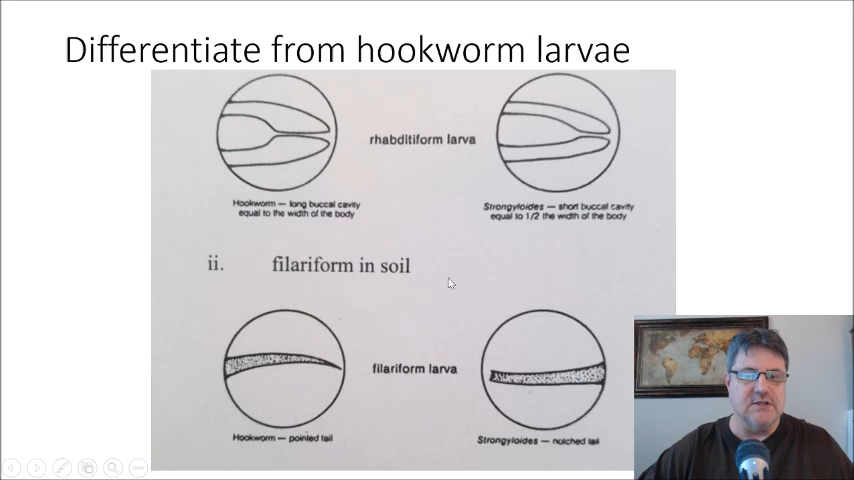 Differentiate from hookworm larvae
rhabditiform larva
Hookworm — long buccal cavity
equal to the width of the body
Strongyloides — short buccal cavity
equal to 1/2 the width of the body
ii. filariform in soil
filariform larva
Hookworm — pointed tail
Strongyloides — notched tail